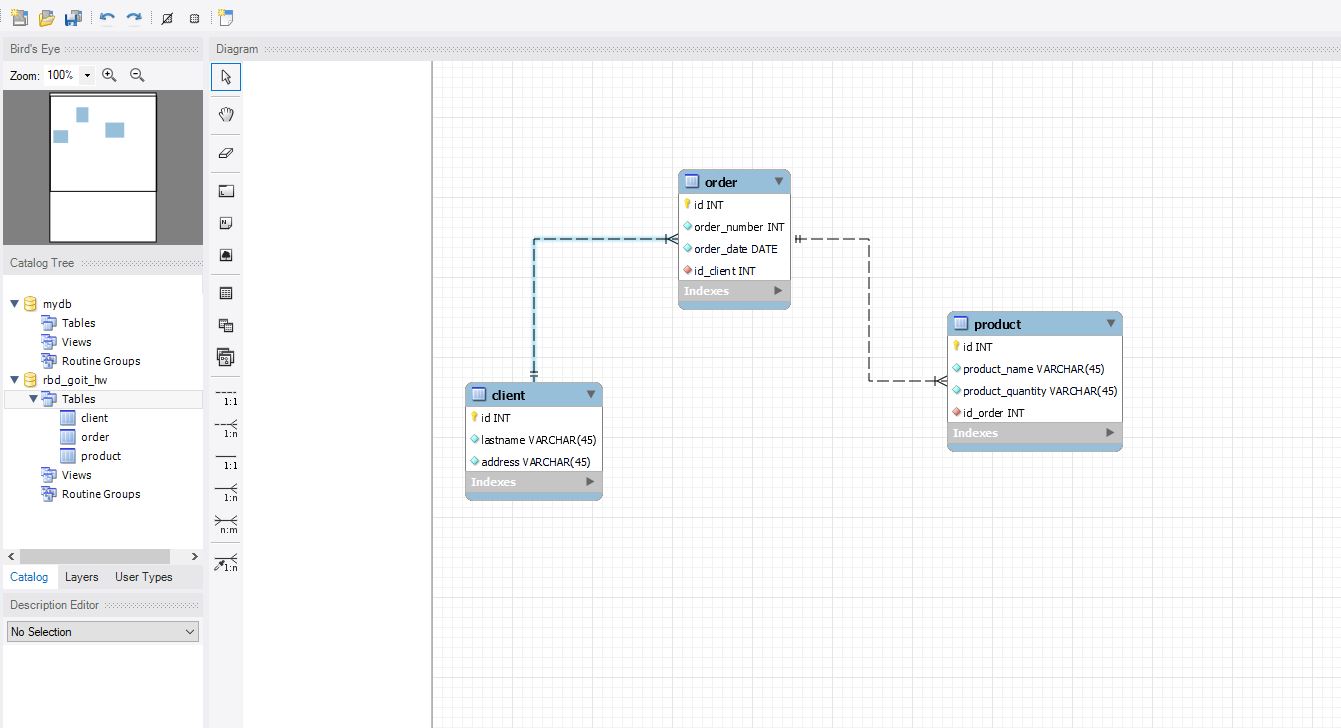 Bird's Eye
Zoom: 100%
Catalog Tree
mydb
Tables
Views
Routine Groups
rbd_goit_hw
Tables
client
order
product
Views
Routine Groups
Catalog Layers User Types
Description Editor
No Selection
1:1
1:n
1:1
1:n
n:m
1:n
Diagram
order
id INT
order_number INT
order_date DATE
id_client INT
Indexes
client
id INT
lastname VARCHAR(45)
address VARCHAR(45)
Indexes
product
id INT
product_name VARCHAR(45)
product_quantity VARCHAR(45)
id_order INT
Indexes